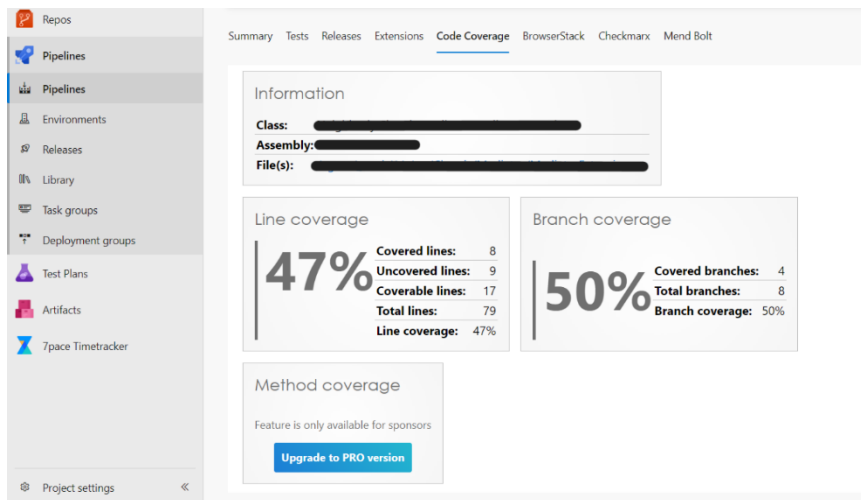 Repos
Pipelines
Pipelines
Environments
Releases
Library
Task groups
Deployment groups
Test Plans
Artifacts
7pace Timetracker
Project settings
Summary Tests Releases Extensions Code Coverage BrowserStack Checkmarx Mend Bolt
Information
Class:
Assembly:
File(s):
Line coverage
47%
Covered lines: 8
Uncovered lines: 9
Coverable lines: 17
Total lines: 79
Line coverage: 47%
Branch coverage
50%
Covered branches: 4
Total branches: 8
Branch coverage: 50%
Method coverage
Feature is only available for sponsors
Upgrade to PRO version